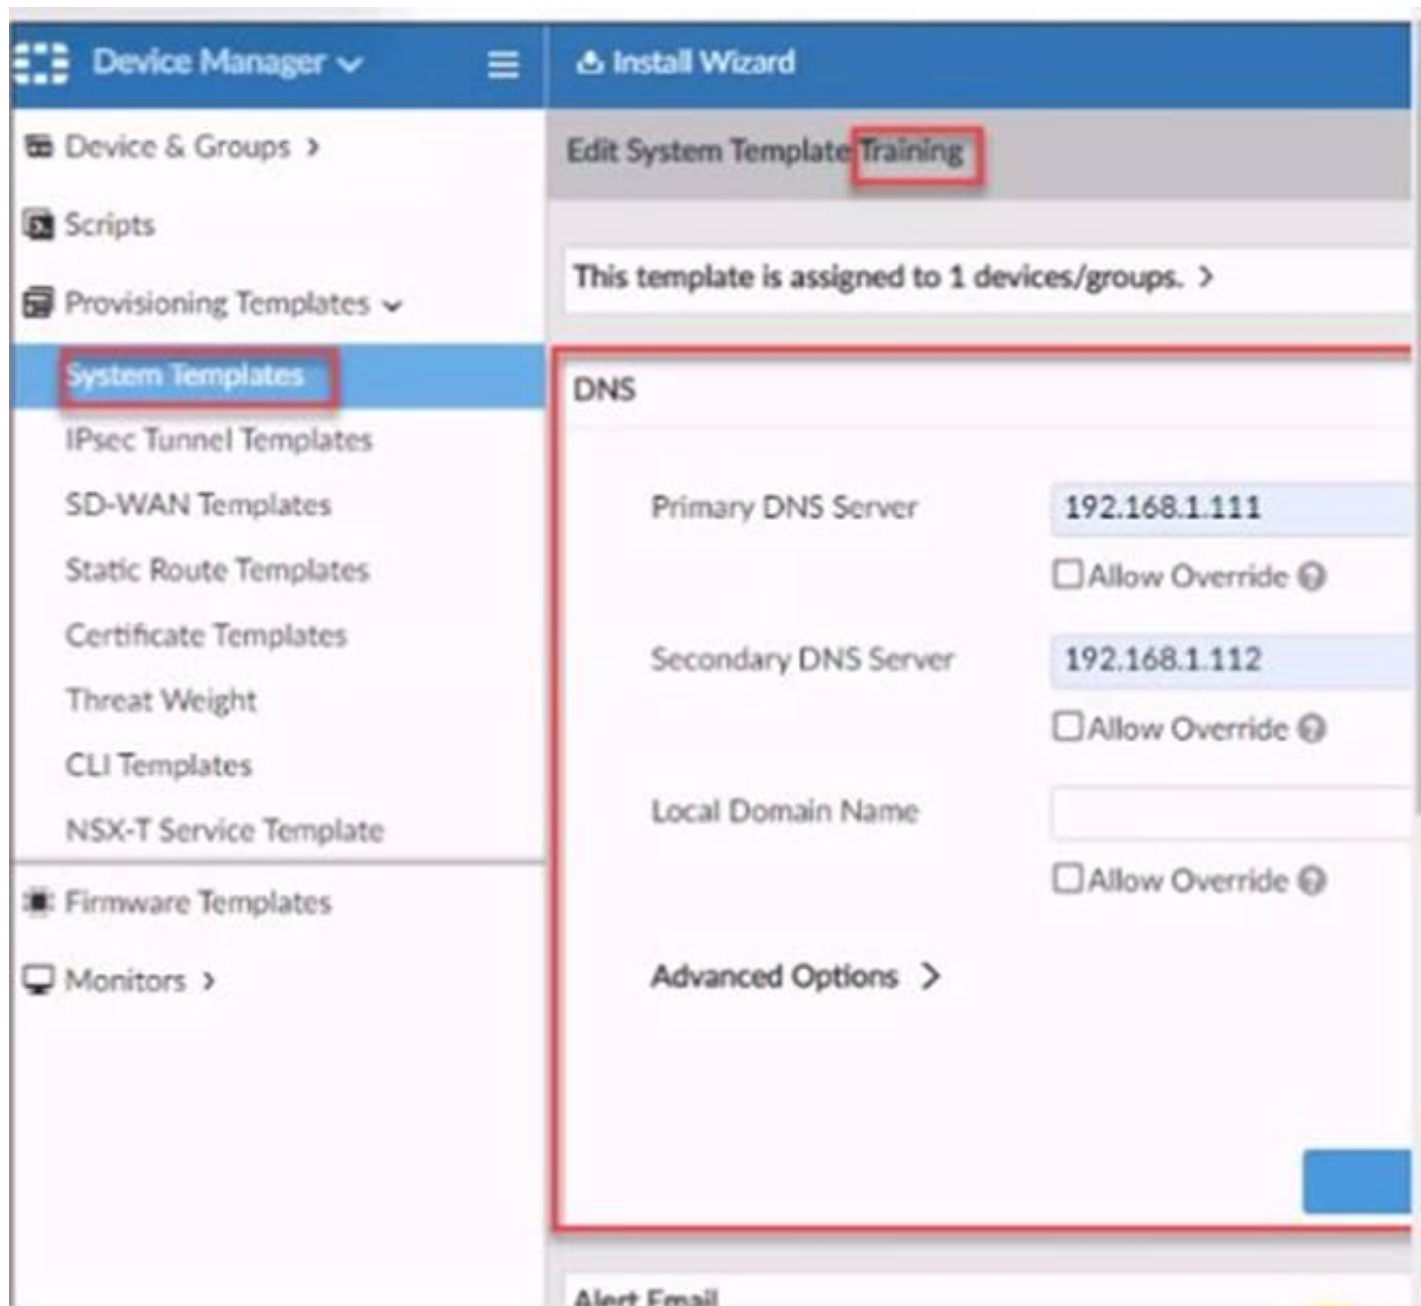 Device Manager
Install Wizard
Device & Groups
Edit System Template Training
Scripts
This template is assigned to 1 devices/groups.
Provisioning Templates
System Templates
DNS
IPsec Tunnel Templates
SD-WAN Templates
Primary DNS Server 192.168.1.111
Static Route Templates
Allow Override
Certificate Templates
Secondary DNS Server 192.168.1.112
Threat Weight
Allow Override
CLI Templates
Local Domain Name
NSX-T Service Template
Allow Override
Firmware Templates
Monitors
Advanced Options
Alert Email